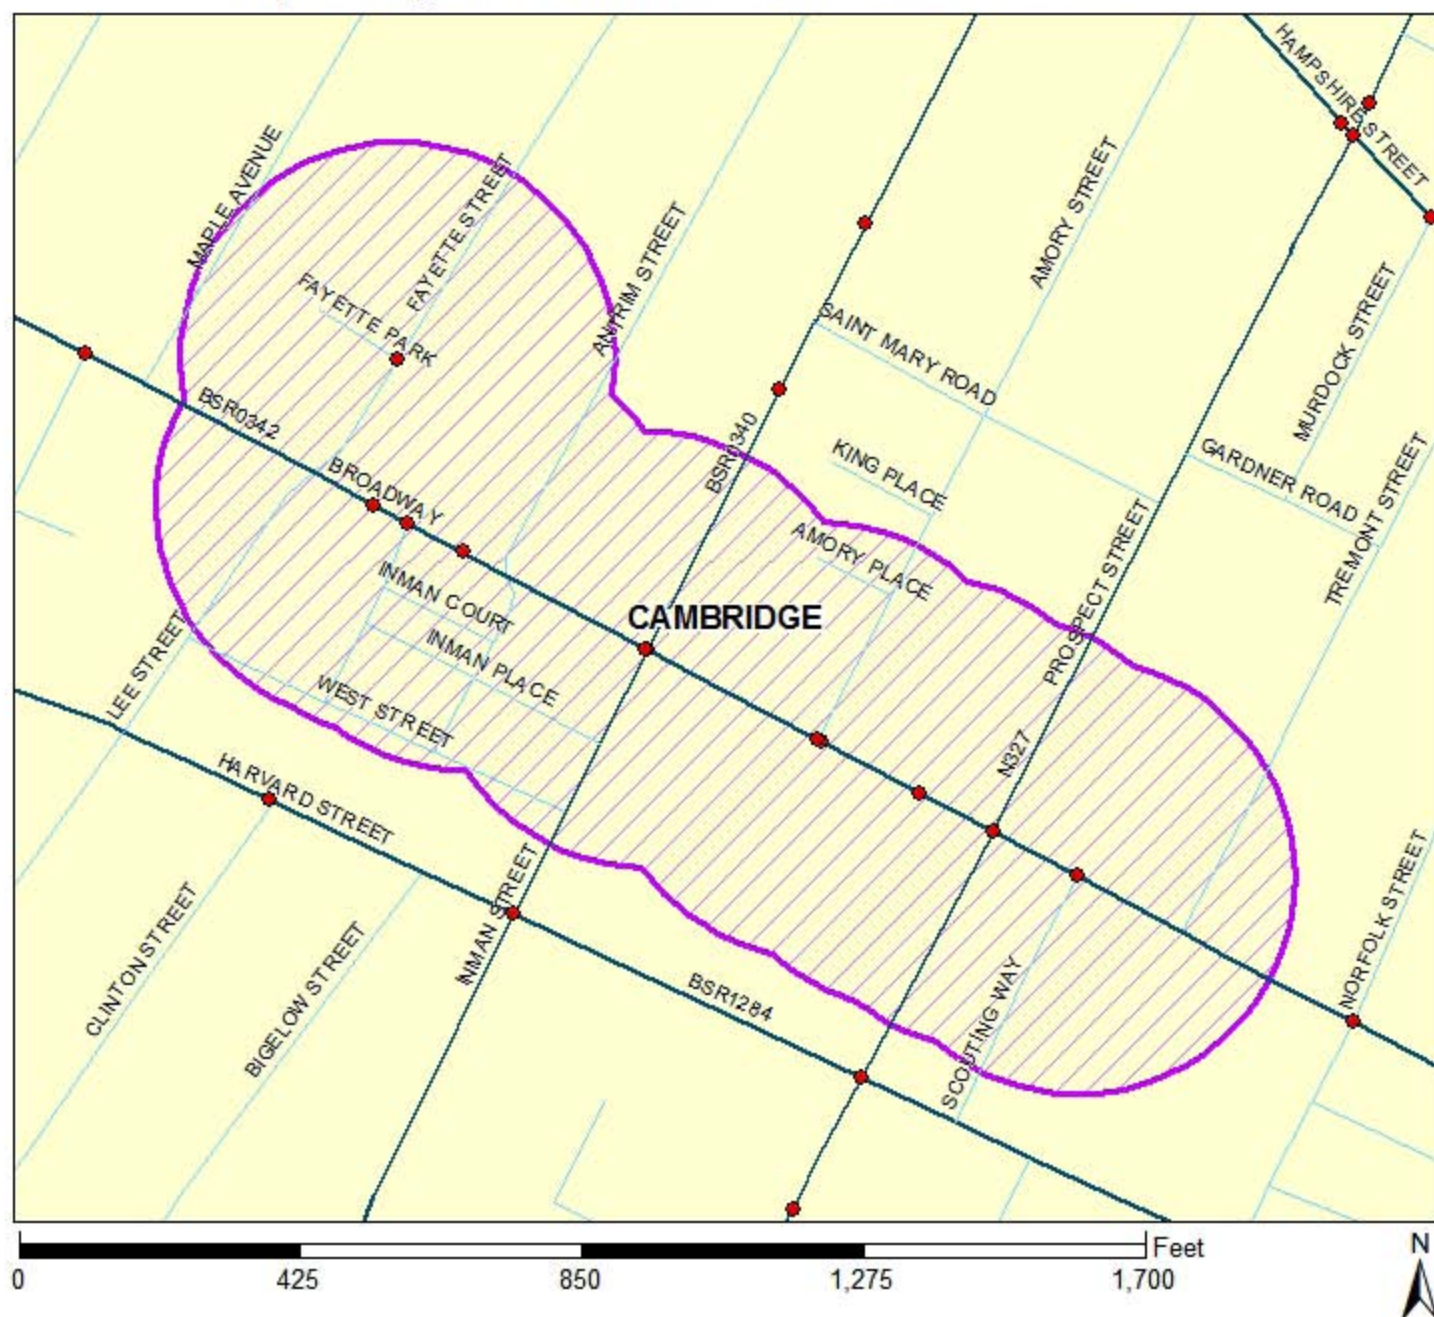 HAMPSHIRE STREET
MAPLE AVENUE
FAYETTE STREET
AMORY STREET
ANTRIM STREET
FAYETTE PARK
SAINT MARY ROAD
MURDOCK STREET
BSR0342
BSR0340
KING PLACE
GARDNER ROAD
BROADWAY
AMORY PLACE
PROSPECT STREET
TREMONT STREET
INMAN COURT
CAMBRIDGE
INMAN PLACE
LEE STREET
WEST STREET
N327
HARVARD STREET
INMAN STREET
NORFOLK STREET
CLINTON STREET
BIGELOW STREET
BSR1284
SCOUTING WAY
Feet
N
0 425 850 1,275 1,700